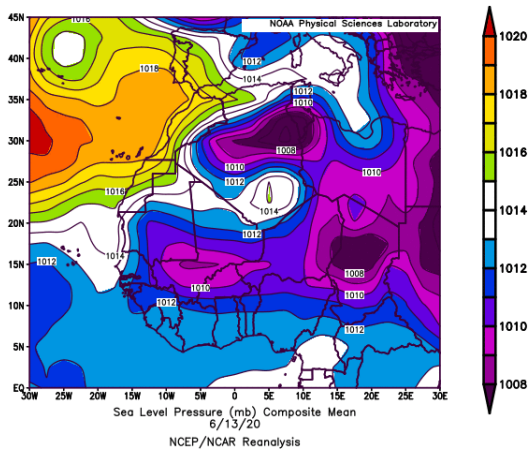 NOAA Physical Sciences Laboratory
45N
40N
35N
30N
25N
20N
15N
10N
5N
EQ
30W 25W 20W 15W 10W 5W 0 5E 10E 15E 20E 25E 30E
1016
1018
1012
1014
1012
1010
1008
1010
1010
1012
1016
1014
1014
1012
1012
1008
1010
1010
1012
1012
1020
1018
1016
1014
1012
1010
1008
Sea Level Pressure (mb) Composite Mean
6/13/20
NCEP/NCAR Reanalysis